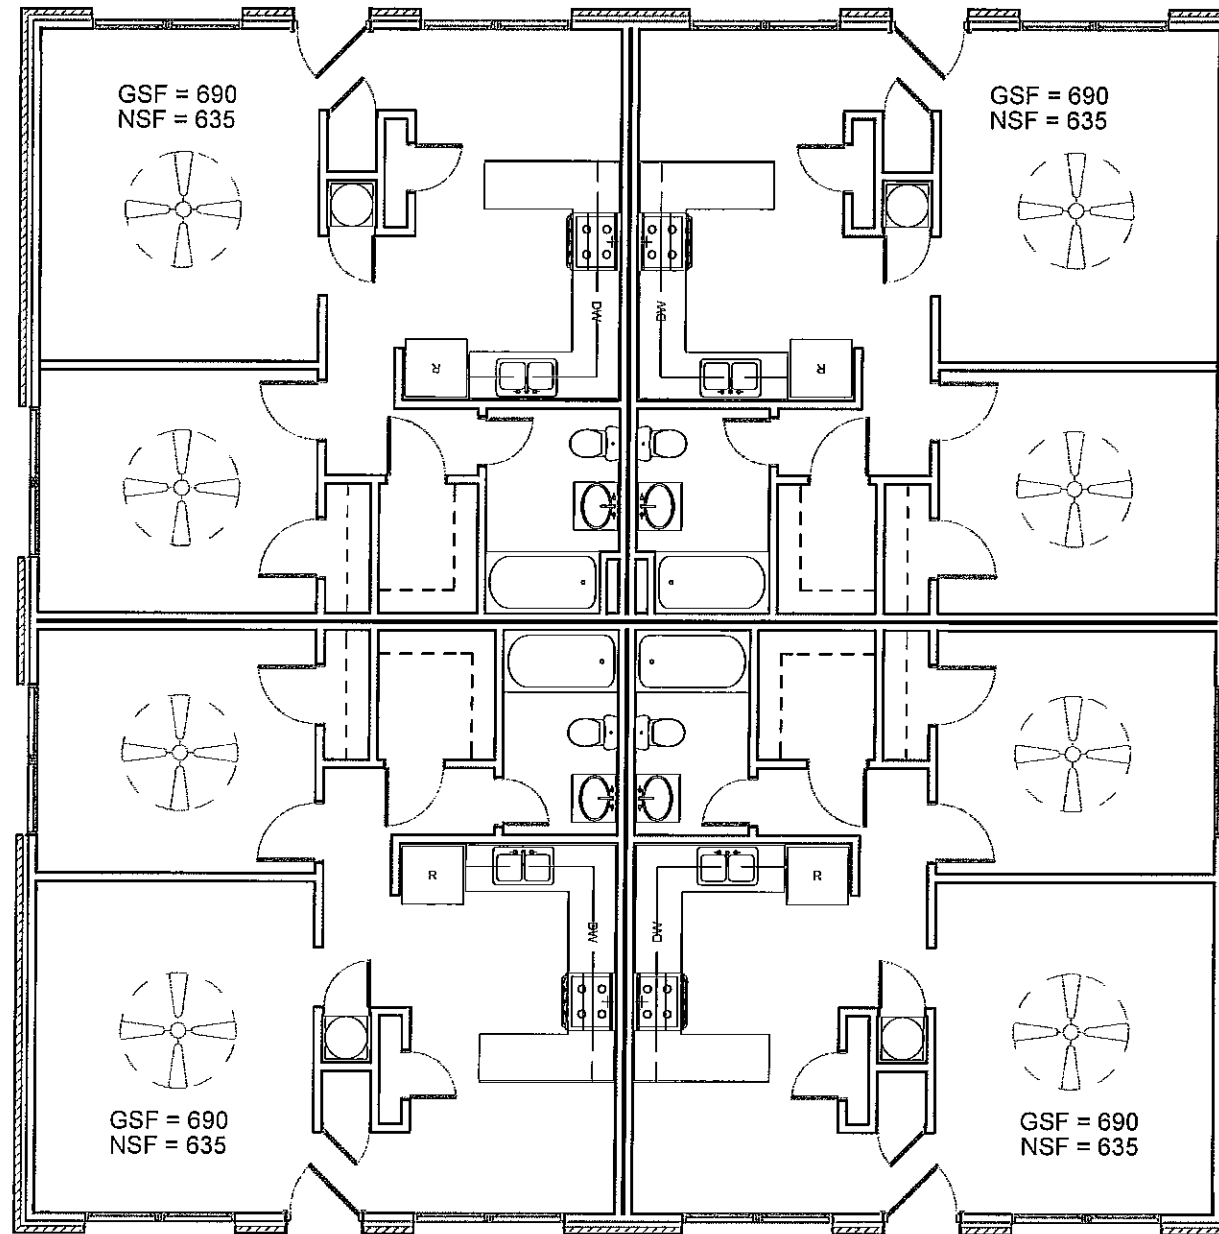 GSF = 690
NSF = 635
GSF = 690
NSF = 635
DW
DW
R
R
R
R
DW
DW
GSF = 690
NSF = 635
GSF = 690
NSF = 635